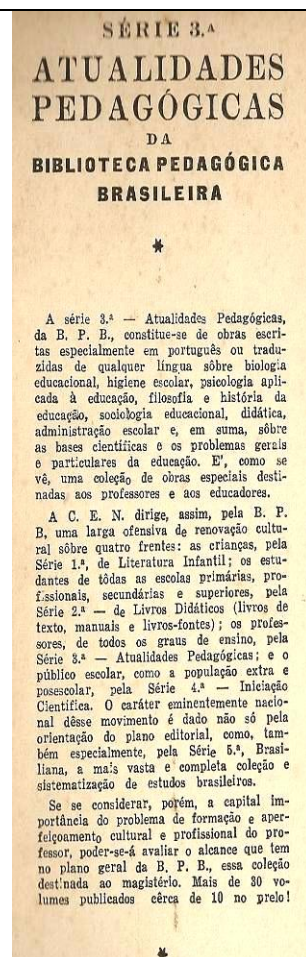 SÉRIE 3.ª
ATUALIDADES
PEDAGÓGICAS
DA
BIBLIOTECA PEDAGÓGICA
BRASILEIRA
*
A série 3.ª — Atualidades Pedagógicas,
da B. P. B., constitue-se de obras escri-
tas especialmente em português ou tradu-
zidas de qualquer língua sôbre biologia
educacional, higiene escolar, psicologia apli-
cada à educação, filosofia e história da
educação, sociologia educacional, didática,
administração escolar e, em suma, sôbre
as bases científicas e os problemas gerais
e particulares da educação. E', como se
vê, uma coleção de obras especiais desti-
nadas aos professores e aos educadores.
A C. E. N. dirige, assim, pela B. P.
B, uma larga ofensiva de renovação cultu-
ral sôbre quatro frentes: as crianças, pela
Série 1.ª, de Literatura Infantil; os estu-
dantes de tôdas as escolas primárias, pro-
fissionais, secundárias e superiores, pela
Série 2.ª — de Livros Didáticos (livros de
texto, manuais e livros-fontes); os profes-
sores, de todos os graus de ensino, pela
Série 3.ª — Atualidades Pedagógicas; e o
público escolar, como a população extra e
posescolar, pela Série 4.ª — Iniciação
Científica. O caráter eminentemente nacio-
nal dêsse movimento é dado não só pela
orientação do plano editorial, como, tam-
bém especialmente, pela Série 5.ª, Brasi-
liana, a mais vasta e completa coleção e
sistematização de estudos brasileiros.
Se se considerar, porém, a capital im-
portância do problema de formação e aper-
feiçoamento cultural e profissional do pro-
fessor, poder-se-á avaliar o alcance que tem
no plano geral da B. P. B., essa coleção
destinada ao magistério. Mais de 30 vo-
lumes publicados cêrca de 10 no prelo!
*